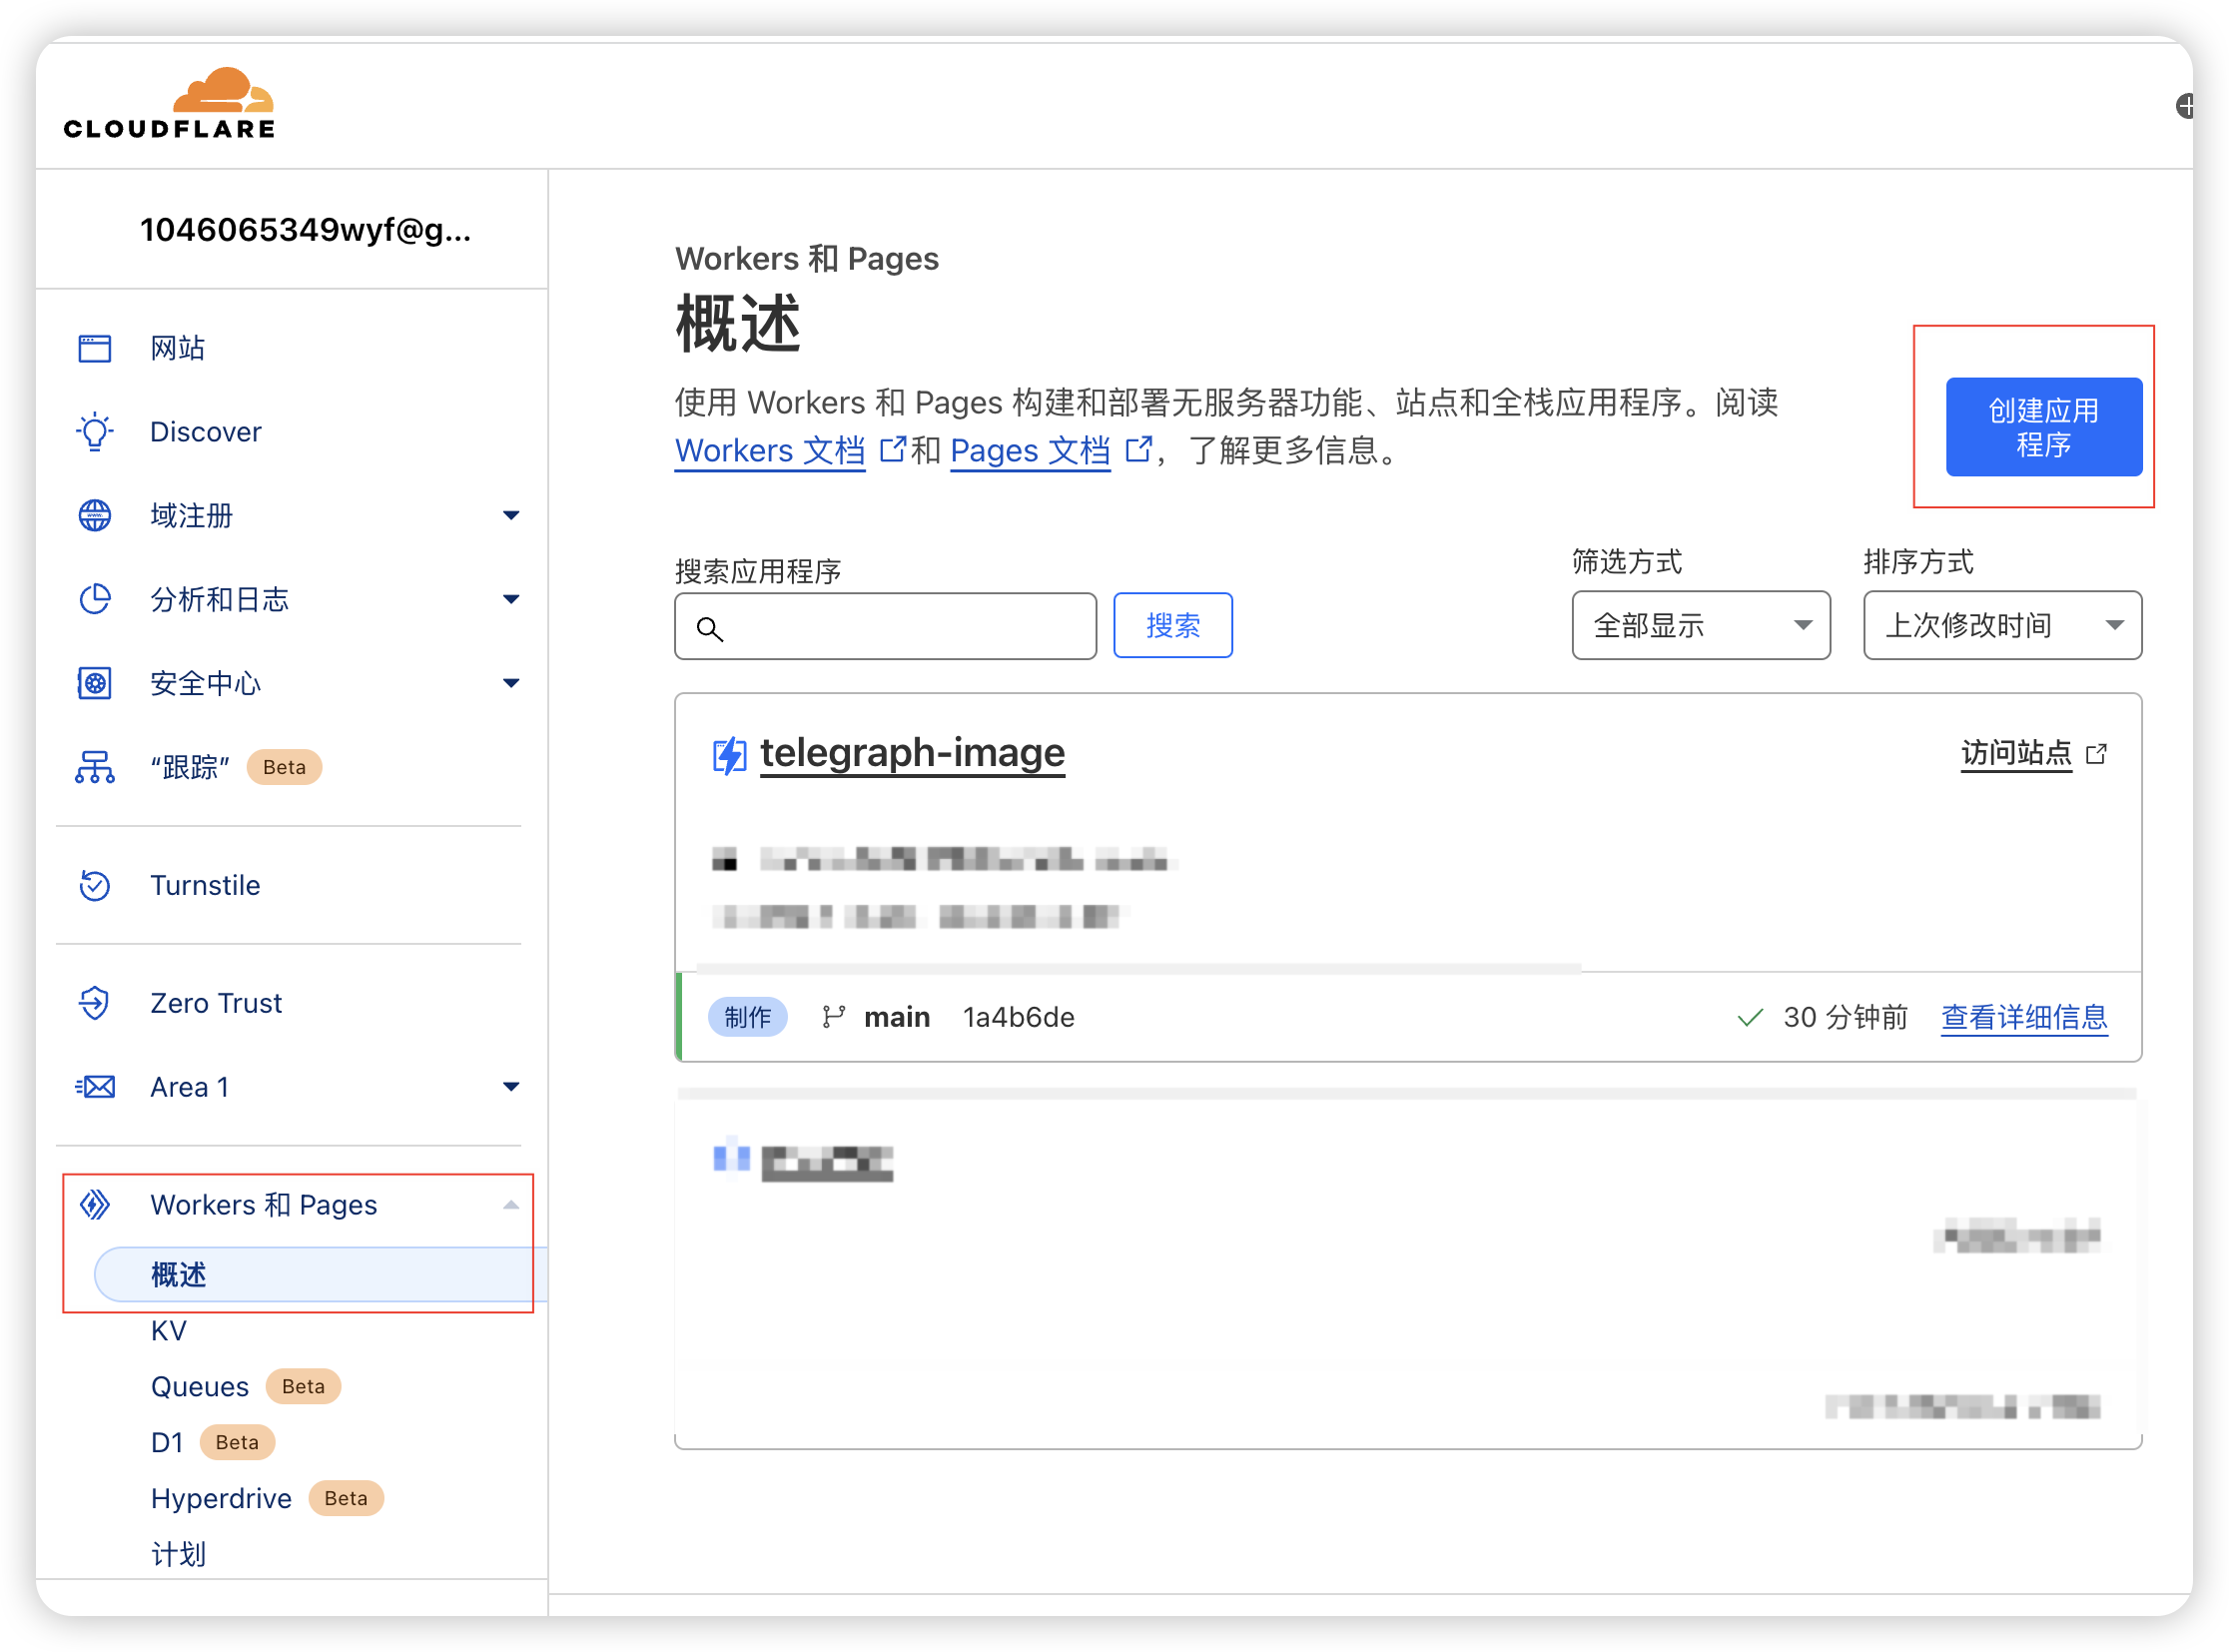 CLOUDFLARE
1046065349wyf@g...
网站
Discover
域注册
分析和日志
安全中心
“跟踪” Beta
Turnstile
Zero Trust
Area 1
Workers 和 Pages
概述
KV
Queues Beta
D1 Beta
Hyperdrive Beta
计划
Workers 和 Pages
概述
使用 Workers 和 Pages 构建和部署无服务器功能、站点和全栈应用程序。阅读
Workers 文档 和 Pages 文档 ，了解更多信息。
创建应用
程序
搜索应用程序
搜索
筛选方式
全部显示
排序方式
上次修改时间
telegraph-image
访问站点
制作 main 1a4b6de 30 分钟前 查看详细信息